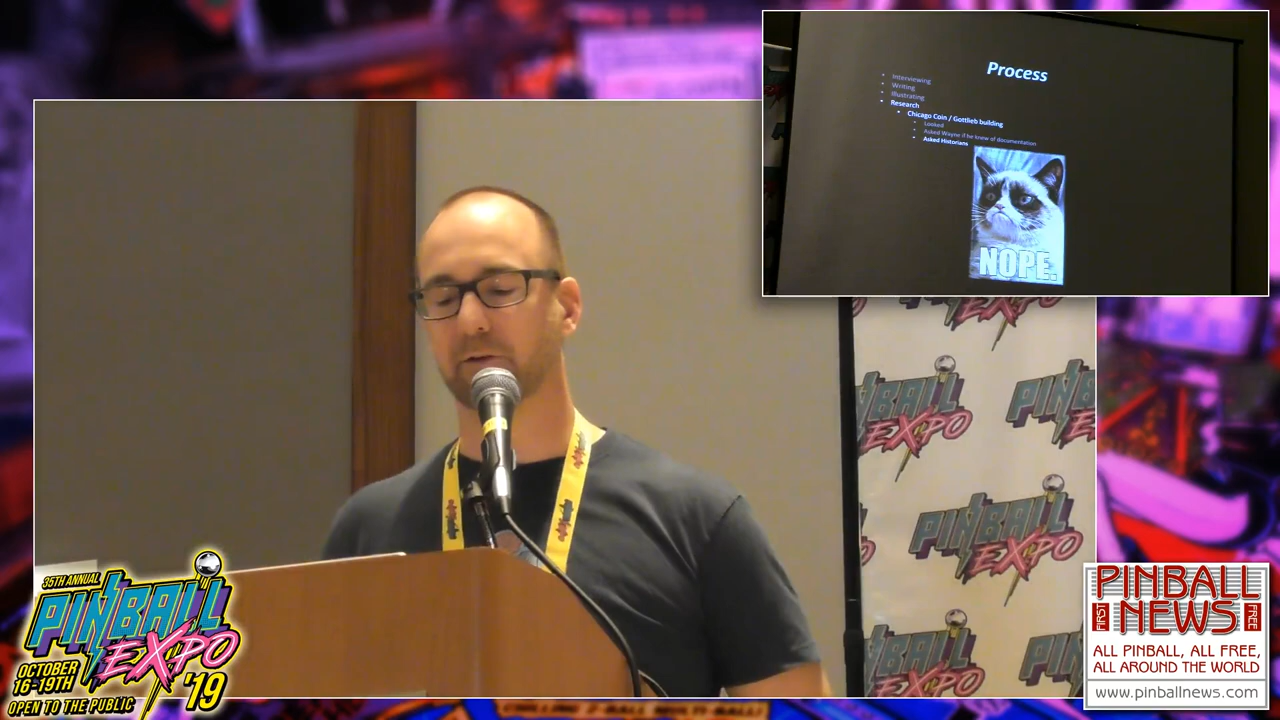 Process
Interviewing
Writing
Illustrating
Research
Chicago Coin / Gottlieb building
Looked
Asked Wayne if he knew of documentation
Asked Historians
NOPE.
PINBALL
EXPO
PINBALL
EXPO
35TH ANNUAL
PINBALL
EXPO
OCTOBER
16-19TH
'19
OPEN TO THE PUBLIC
PINBALL
FIRST NEWS FREE
ALL PINBALL, ALL FREE,
ALL AROUND THE WORLD
www.pinballnews.com